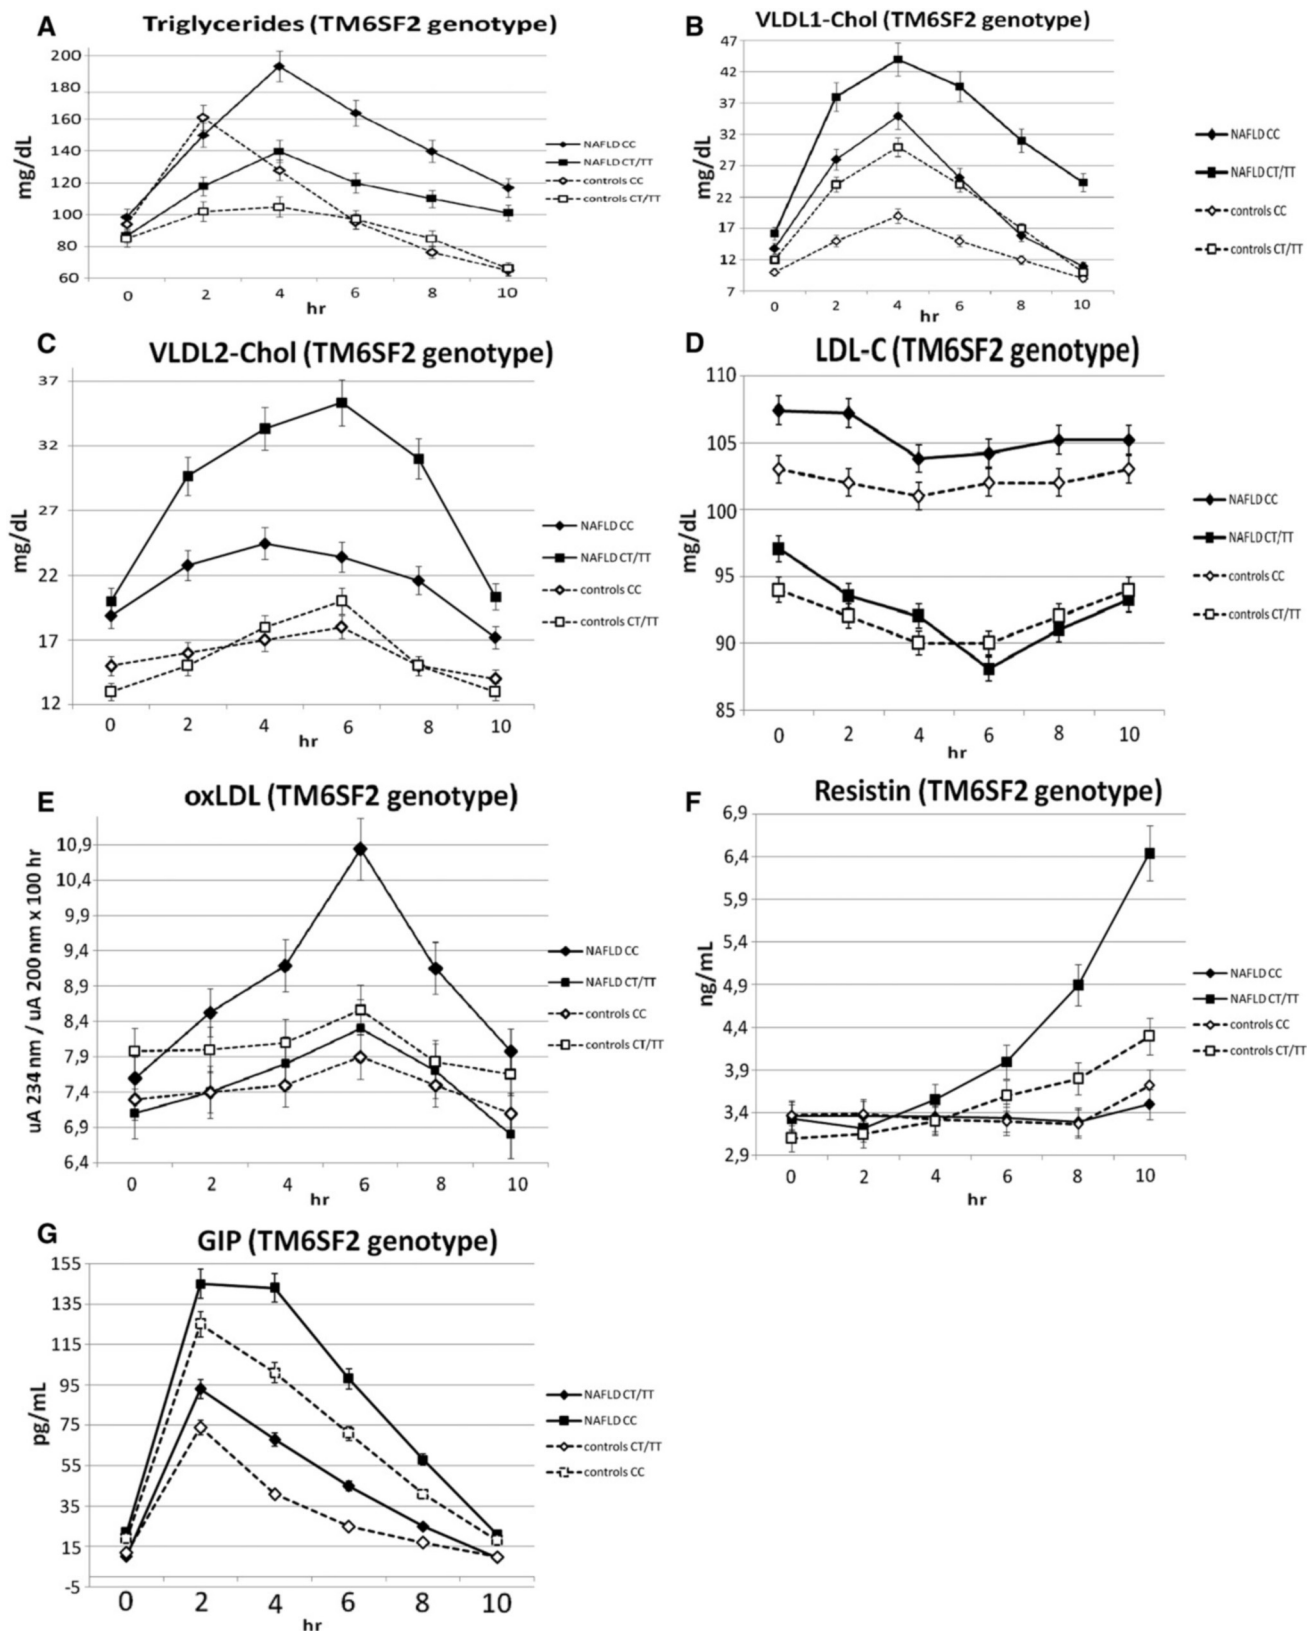 A
Triglycerides (TM6SF2 genotype)
mg/dL
200
180
160
140
120
100
80
60
0 2 4 6 8 10
hr
NAFLD CC
NAFLD CT/TT
controls CC
controls CT/TT
B
VLDL1-Chol (TM6SF2 genotype)
mg/dL
47
42
37
32
27
22
17
12
7
0 2 4 6 8 10
hr
NAFLD CC
NAFLD CT/TT
controls CC
controls CT/TT
C
VLDL2-Chol (TM6SF2 genotype)
mg/dL
37
32
27
22
17
12
0 2 4 6 8 10
hr
NAFLD CC
NAFLD CT/TT
controls CC
controls CT/TT
D
LDL-C (TM6SF2 genotype)
mg/dL
110
105
100
95
90
85
0 2 4 6 8 10
hr
NAFLD CC
NAFLD CT/TT
controls CC
controls CT/TT
E
oxLDL (TM6SF2 genotype)
uA 234 nm / uA 200 nm x 100 hr
10,9
10,4
9,9
9,4
8,9
8,4
7,9
7,4
6,9
6,4
0 2 4 6 8 10
hr
NAFLD CC
NAFLD CT/TT
controls CC
controls CT/TT
F
Resistin (TM6SF2 genotype)
ng/mL
6,9
6,4
5,9
5,4
4,9
4,4
3,9
3,4
2,9
0 2 4 6 8 10
hr
NAFLD CC
NAFLD CT/TT
controls CC
controls CT/TT
G
GIP (TM6SF2 genotype)
pg/mL
155
135
115
95
75
55
35
15
-5
0 2 4 6 8 10
hr
NAFLD CT/TT
NAFLD CC
controls CT/TT
controls CC